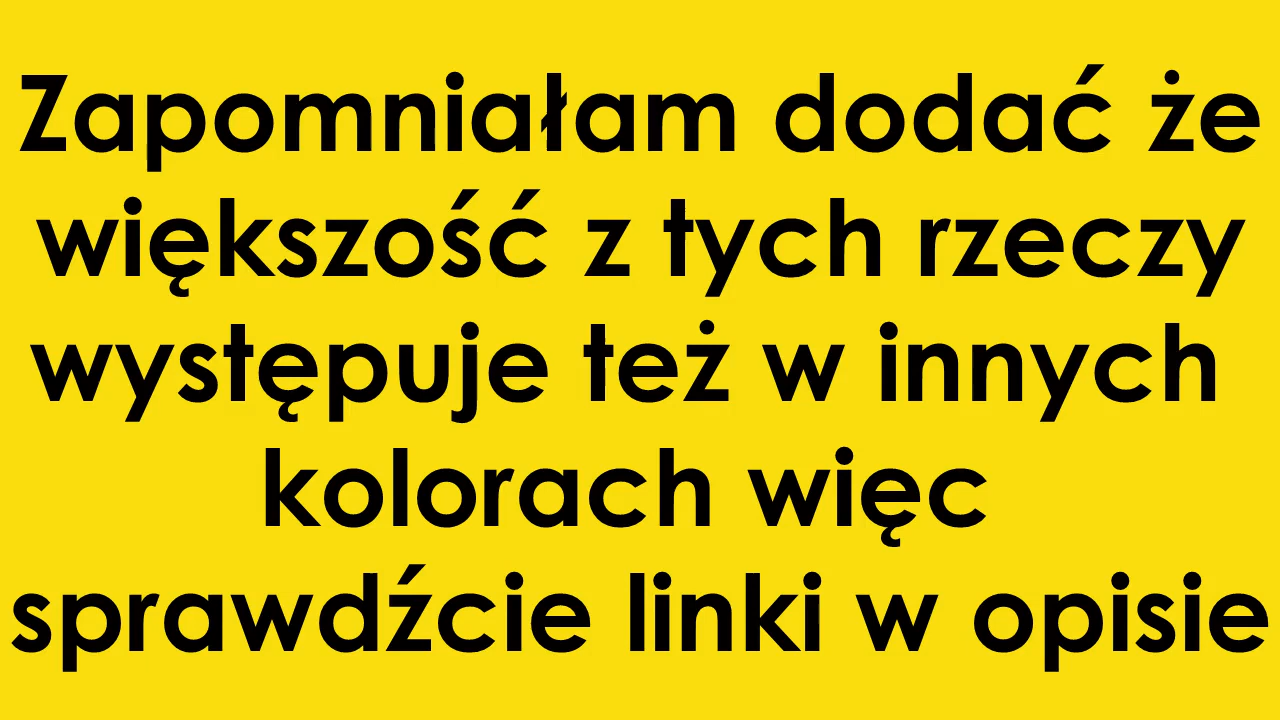 Zapomniałam dodać że
większość z tych rzeczy
występuje też w innych
kolorach więc
sprawdźcie linki w opisie